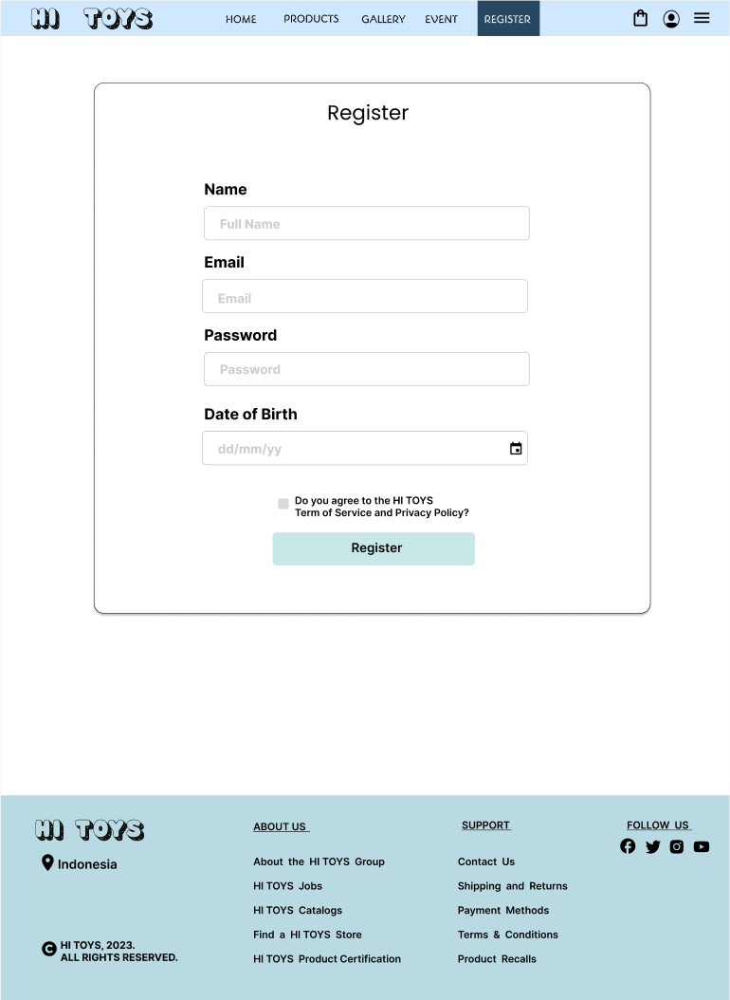 HI TOYS
HOME PRODUCTS GALLERY EVENT REGISTER
Register
Name
Full Name
Email
Email
Password
Password
Date of Birth
dd/mm/yy
Do you agree to the HI TOYS
Term of Service and Privacy Policy?
Register
HI TOYS
Indonesia
HI TOYS, 2023.
ALL RIGHTS RESERVED.
ABOUT US
About the HI TOYS Group
HI TOYS Jobs
HI TOYS Catalogs
Find a HI TOYS Store
HI TOYS Product Certification
SUPPORT
Contact Us
Shipping and Returns
Payment Methods
Terms & Conditions
Product Recalls
FOLLOW US